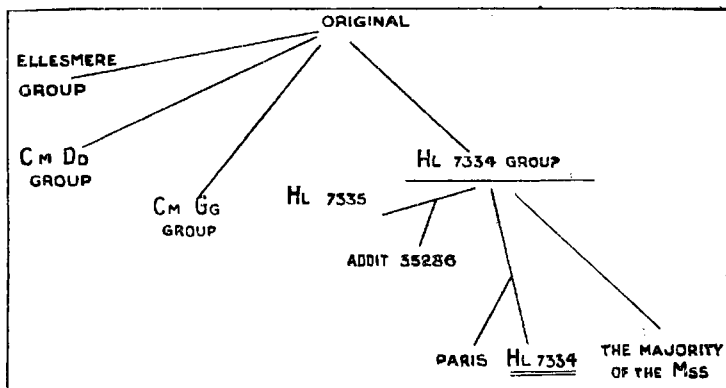 ORIGINAL
ELLESMERE
GROUP
CM DD
GROUP
CM GG
GROUP
HL 7334 GROUP
HL 7335
ADDIT 35286
PARIS HL 7334
THE MAJORITY
OF THE MSS